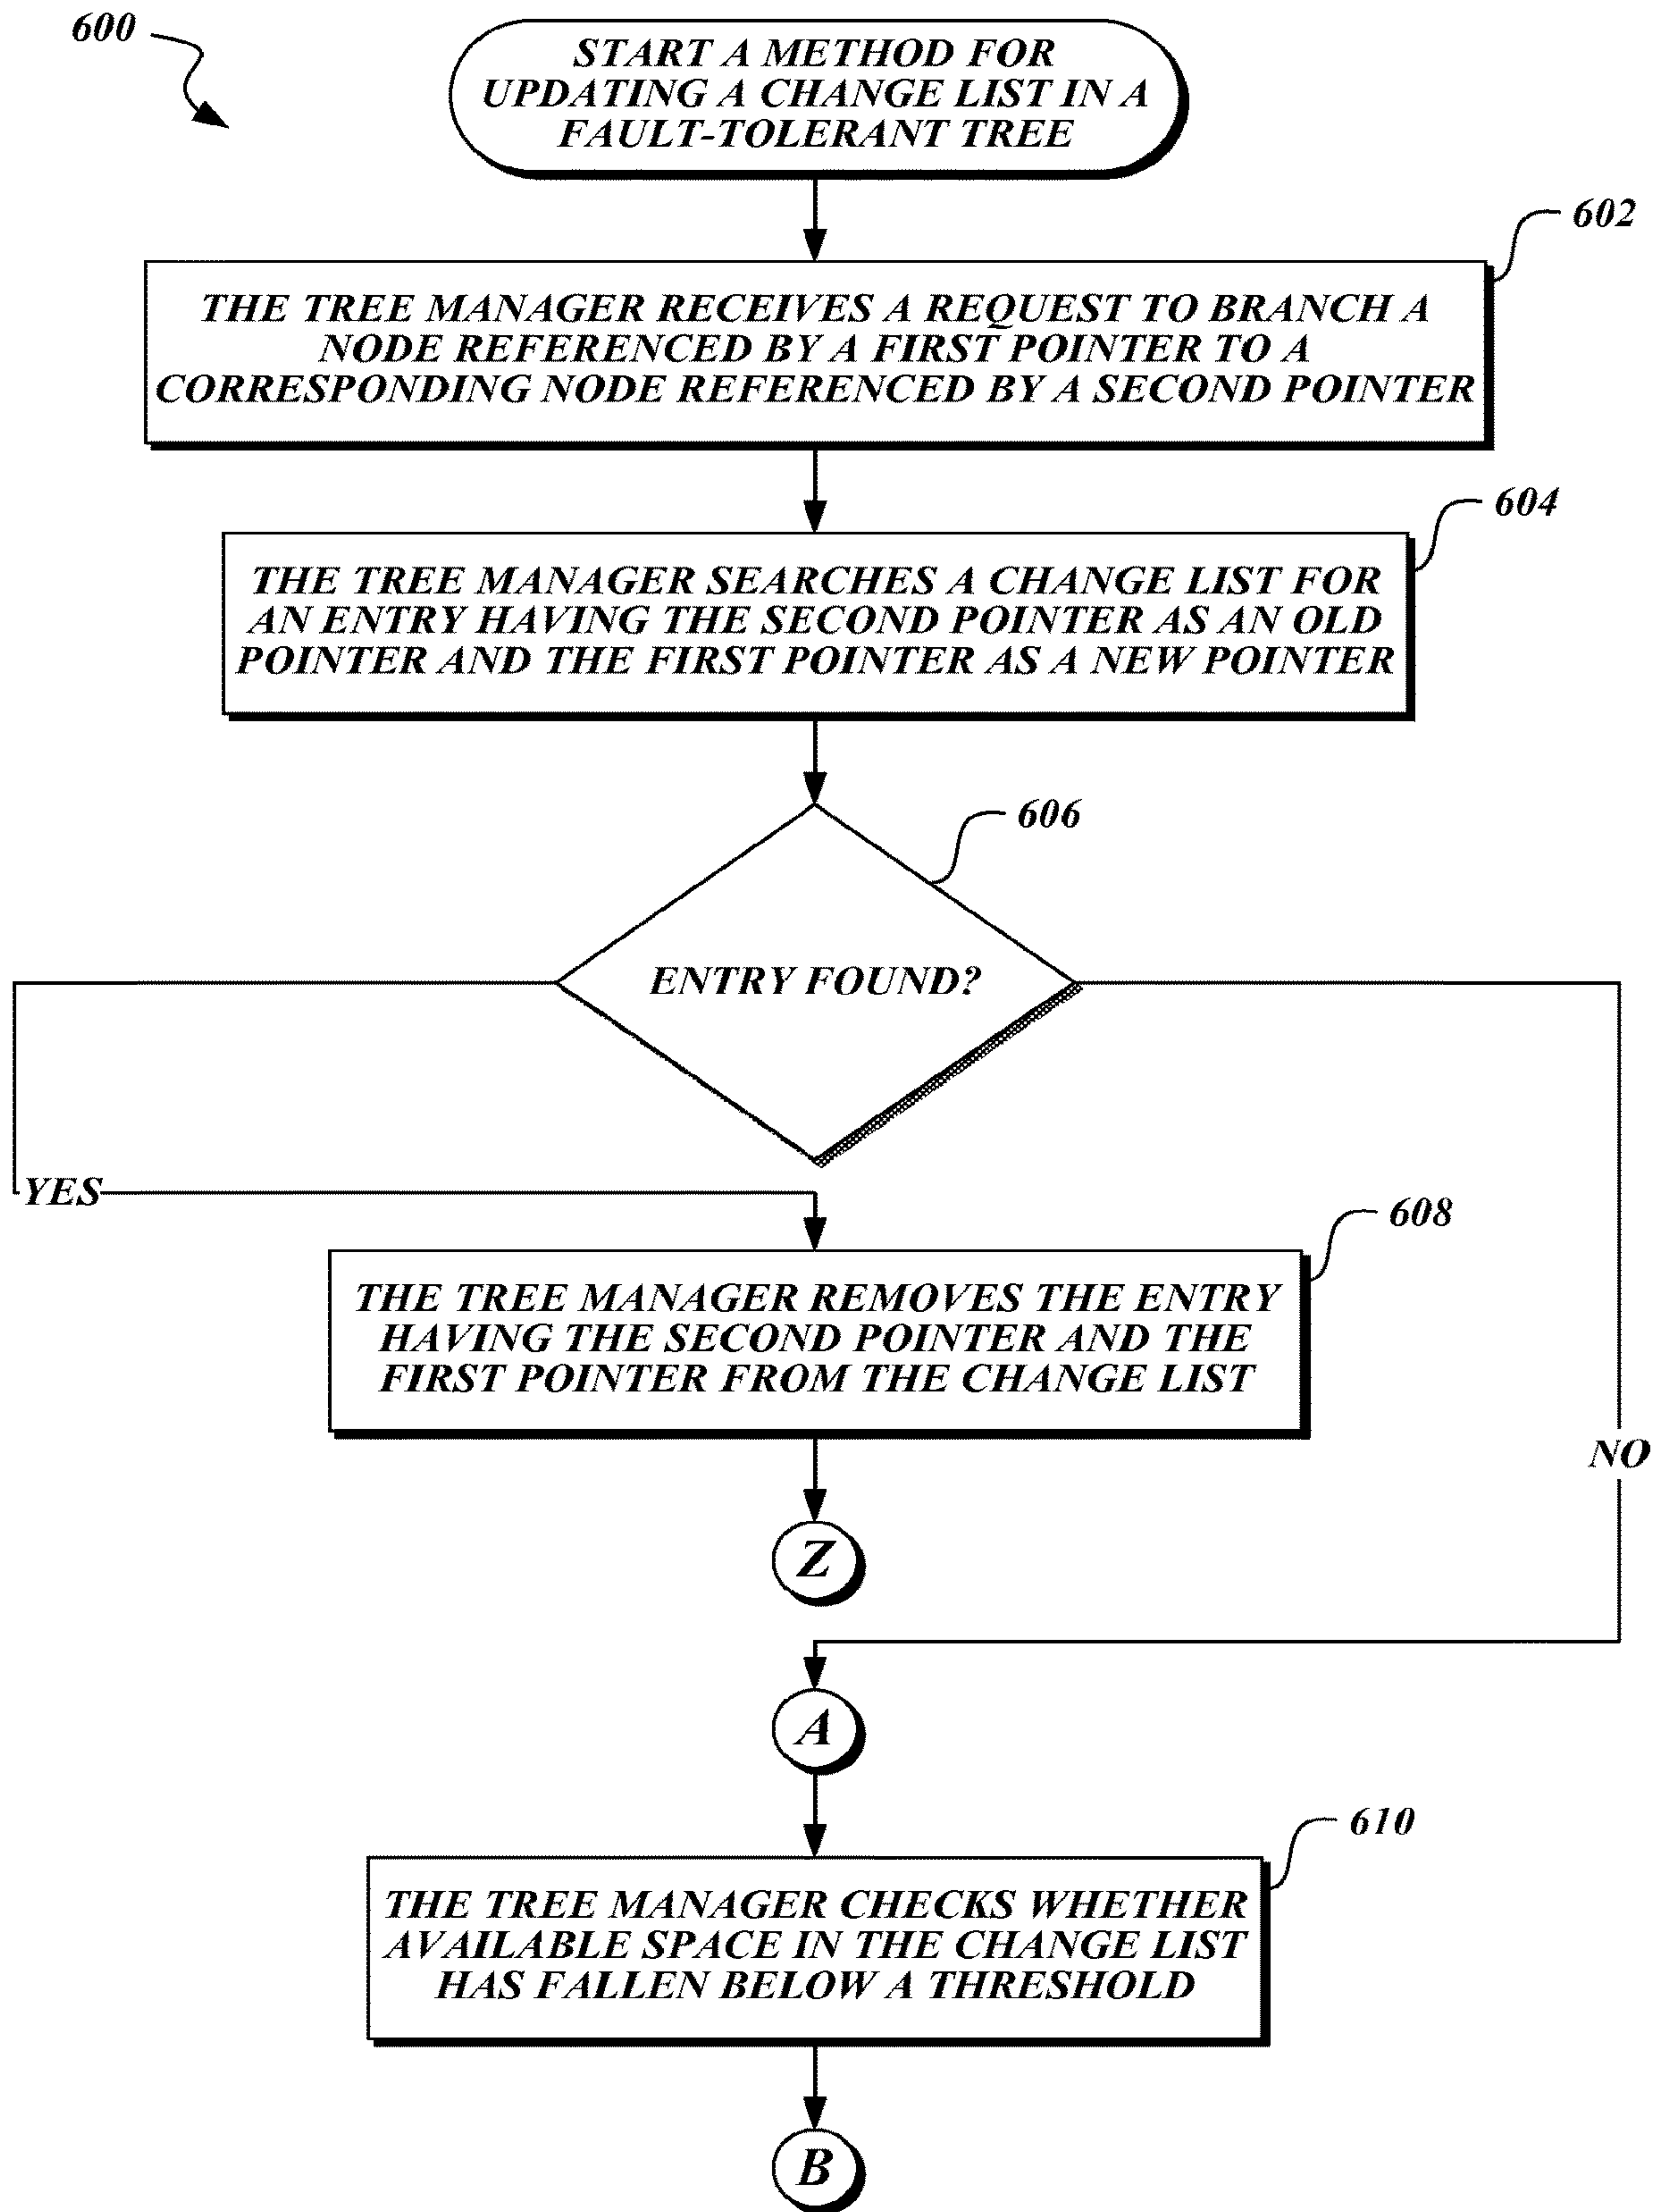 600
START A METHOD FOR
UPDATING A CHANGE LIST IN A
FAULT-TOLERANT TREE
602
THE TREE MANAGER RECEIVES A REQUEST TO BRANCH A
NODE REFERENCED BY A FIRST POINTER TO A
CORRESPONDING NODE REFERENCED BY A SECOND POINTER
604
THE TREE MANAGER SEARCHES A CHANGE LIST FOR
AN ENTRY HAVING THE SECOND POINTER AS AN OLD
POINTER AND THE FIRST POINTER AS A NEW POINTER
606
ENTRY FOUND?
YES
608
THE TREE MANAGER REMOVES THE ENTRY
HAVING THE SECOND POINTER AND THE
FIRST POINTER FROM THE CHANGE LIST
NO
Z
A
610
THE TREE MANAGER CHECKS WHETHER
AVAILABLE SPACE IN THE CHANGE LIST
HAS FALLEN BELOW A THRESHOLD
B